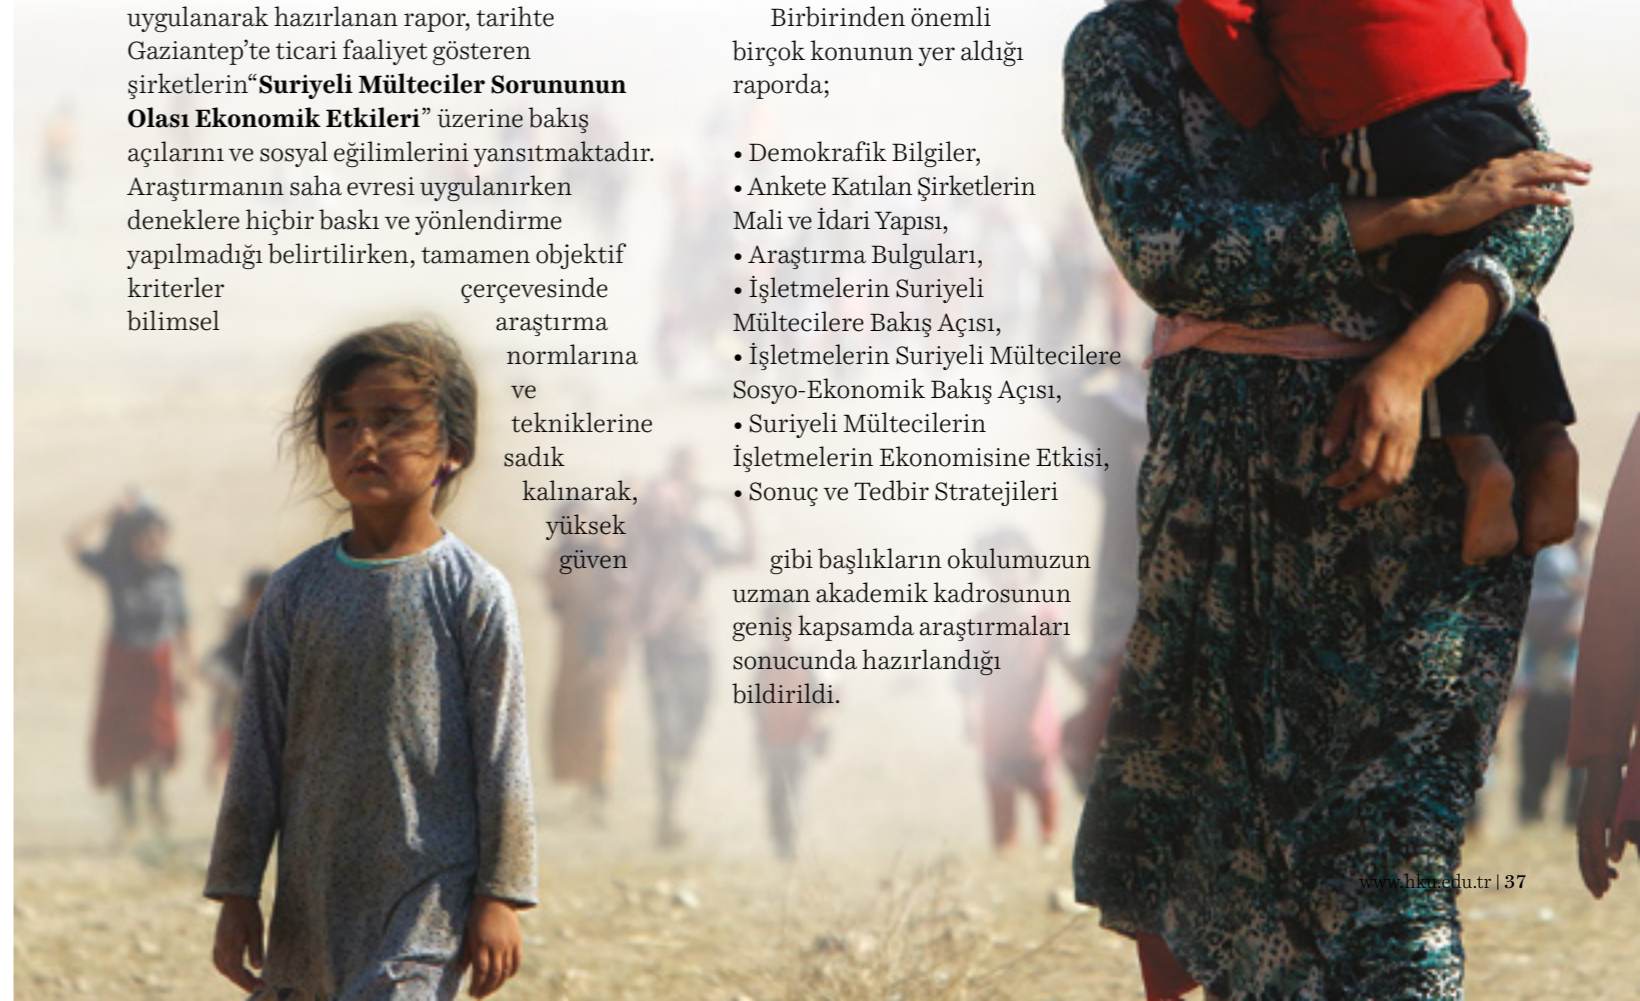 uygulanarak hazırlanan rapor, tarihte
Gaziantep’te ticari faaliyet gösteren
şirketlerin“Suriyeli Mülteciler Sorununun
Olası Ekonomik Etkileri” üzerine bakış
açılarını ve sosyal eğilimlerini yansıtmaktadır.
Araştırmanın saha evresi uygulanırken
deneklere hiçbir baskı ve yönlendirme
yapılmadığı belirtilirken, tamamen objektif
kriterler çerçevesinde
bilimsel araştırma
normlarına
ve
tekniklerine
sadık
kalınarak,
yüksek
güven
Birbirinden önemli
birçok konunun yer aldığı
raporda;
• Demokrafik Bilgiler,
• Ankete Katılan Şirketlerin
Mali ve İdari Yapısı,
• Araştırma Bulguları,
• İşletmelerin Suriyeli
Mültecilere Bakış Açısı,
• İşletmelerin Suriyeli Mültecilere
Sosyo-Ekonomik Bakış Açısı,
• Suriyeli Mültecilerin
İşletmelerin Ekonomisine Etkisi,
• Sonuç ve Tedbir Stratejileri
gibi başlıkların okulumuzun
uzman akademik kadrosunun
geniş kapsamda araştırmaları
sonucunda hazırlandığı
bildirildi.
www.hku.edu.tr | 37